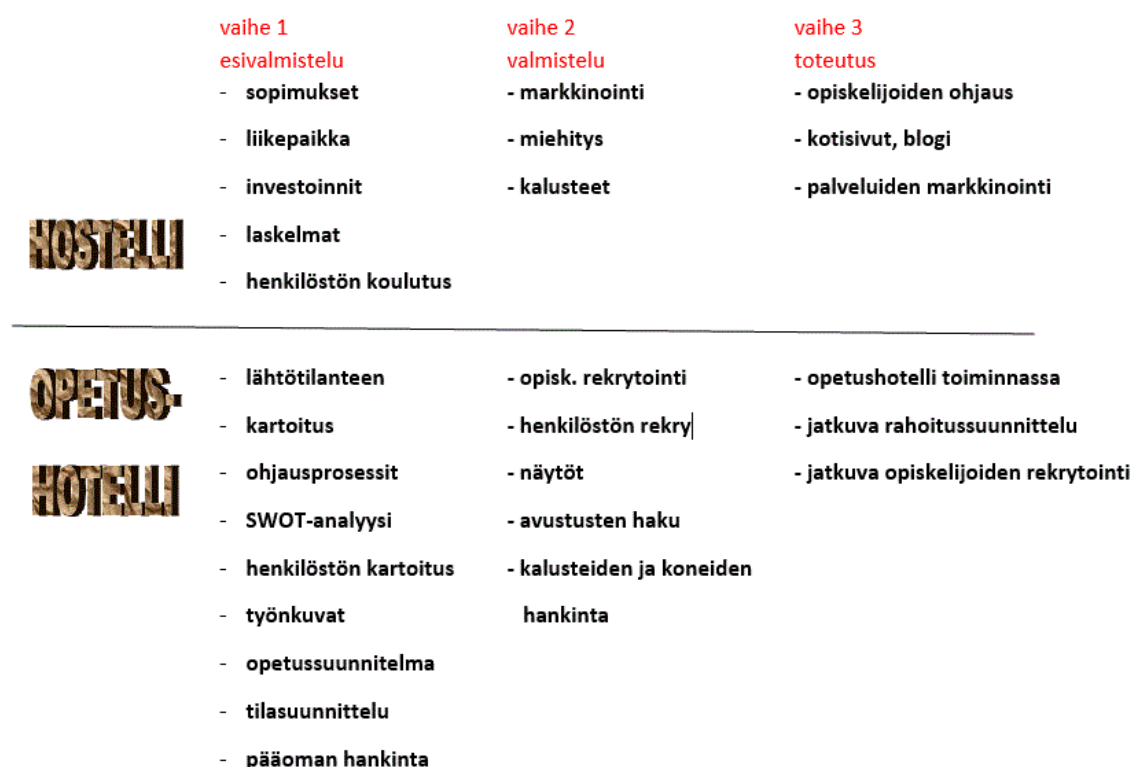 vaihe 1
esivalmistelu
- sopimukset
- liikepaikka
- investoinnit
- laskelmat
- henkilöstön koulutus
vaihe 2
valmistelu
- markkinointi
- miehitys
- kalusteet
vaihe 3
toteutus
- opiskelijoiden ohjaus
- kotisivut, blogi
- palveluiden markkinointi
HOSTELLI
OPETUS-
HOTELLI
- lähtötilanteen
- kartoitus
- ohjausprosessit
- SWOT-analyysi
- henkilöstön kartoitus
- työnkuvat
- opetussuunnitelma
- tilasuunnittelu
- pääoman hankinta
- opisk. rekrytointi
- henkilöstön rekry
- näytöt
- avustusten haku
- kalusteiden ja koneiden
hankinta
- opetushotelli toiminnassa
- jatkuva rahoitussuunnittelu
- jatkuva opiskelijoiden rekrytointi